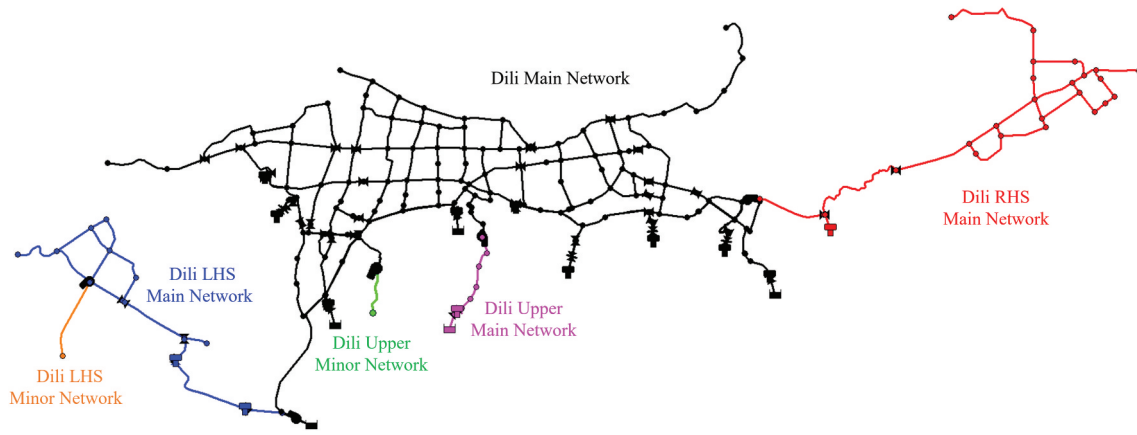 Dili Main Network
Dili RHS
Main Network
Dili LHS
Main Network
Dili Upper
Main Network
Dili Upper
Minor Network
Dili LHS
Minor Network